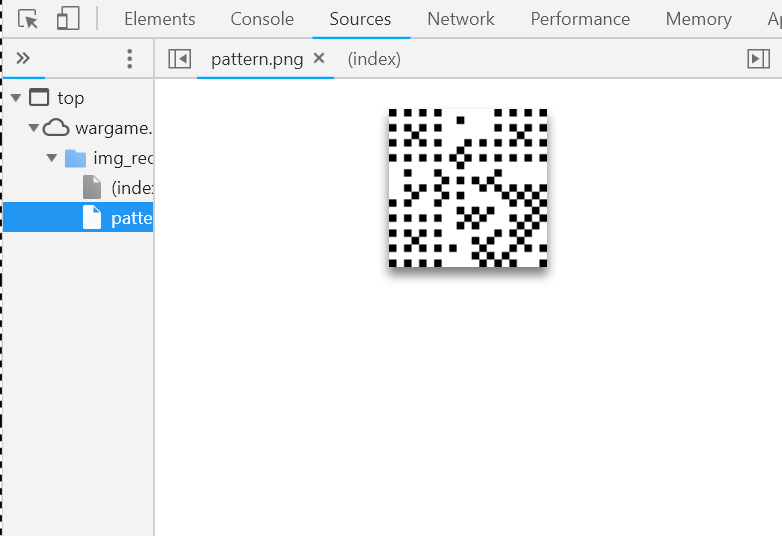 Elements Console Sources Network Performance Memory
pattern.png × (index)
top
wargame.
img_rec
(inde
patte